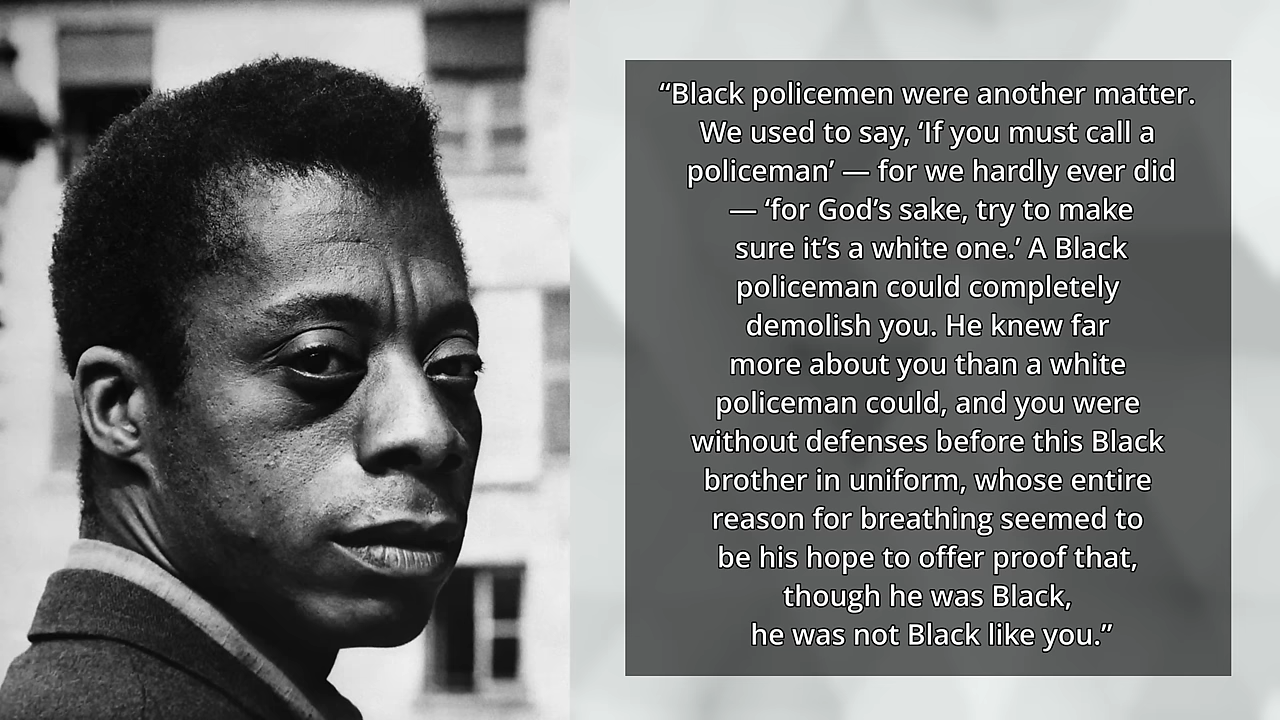 “Black policemen were another matter.
We used to say, ‘If you must call a
policeman’ — for we hardly ever did
— ‘for God’s sake, try to make
sure it’s a white one.’ A Black
policeman could completely
demolish you. He knew far
more about you than a white
policeman could, and you were
without defenses before this Black
brother in uniform, whose entire
reason for breathing seemed to
be his hope to offer proof that,
though he was Black,
he was not Black like you.”